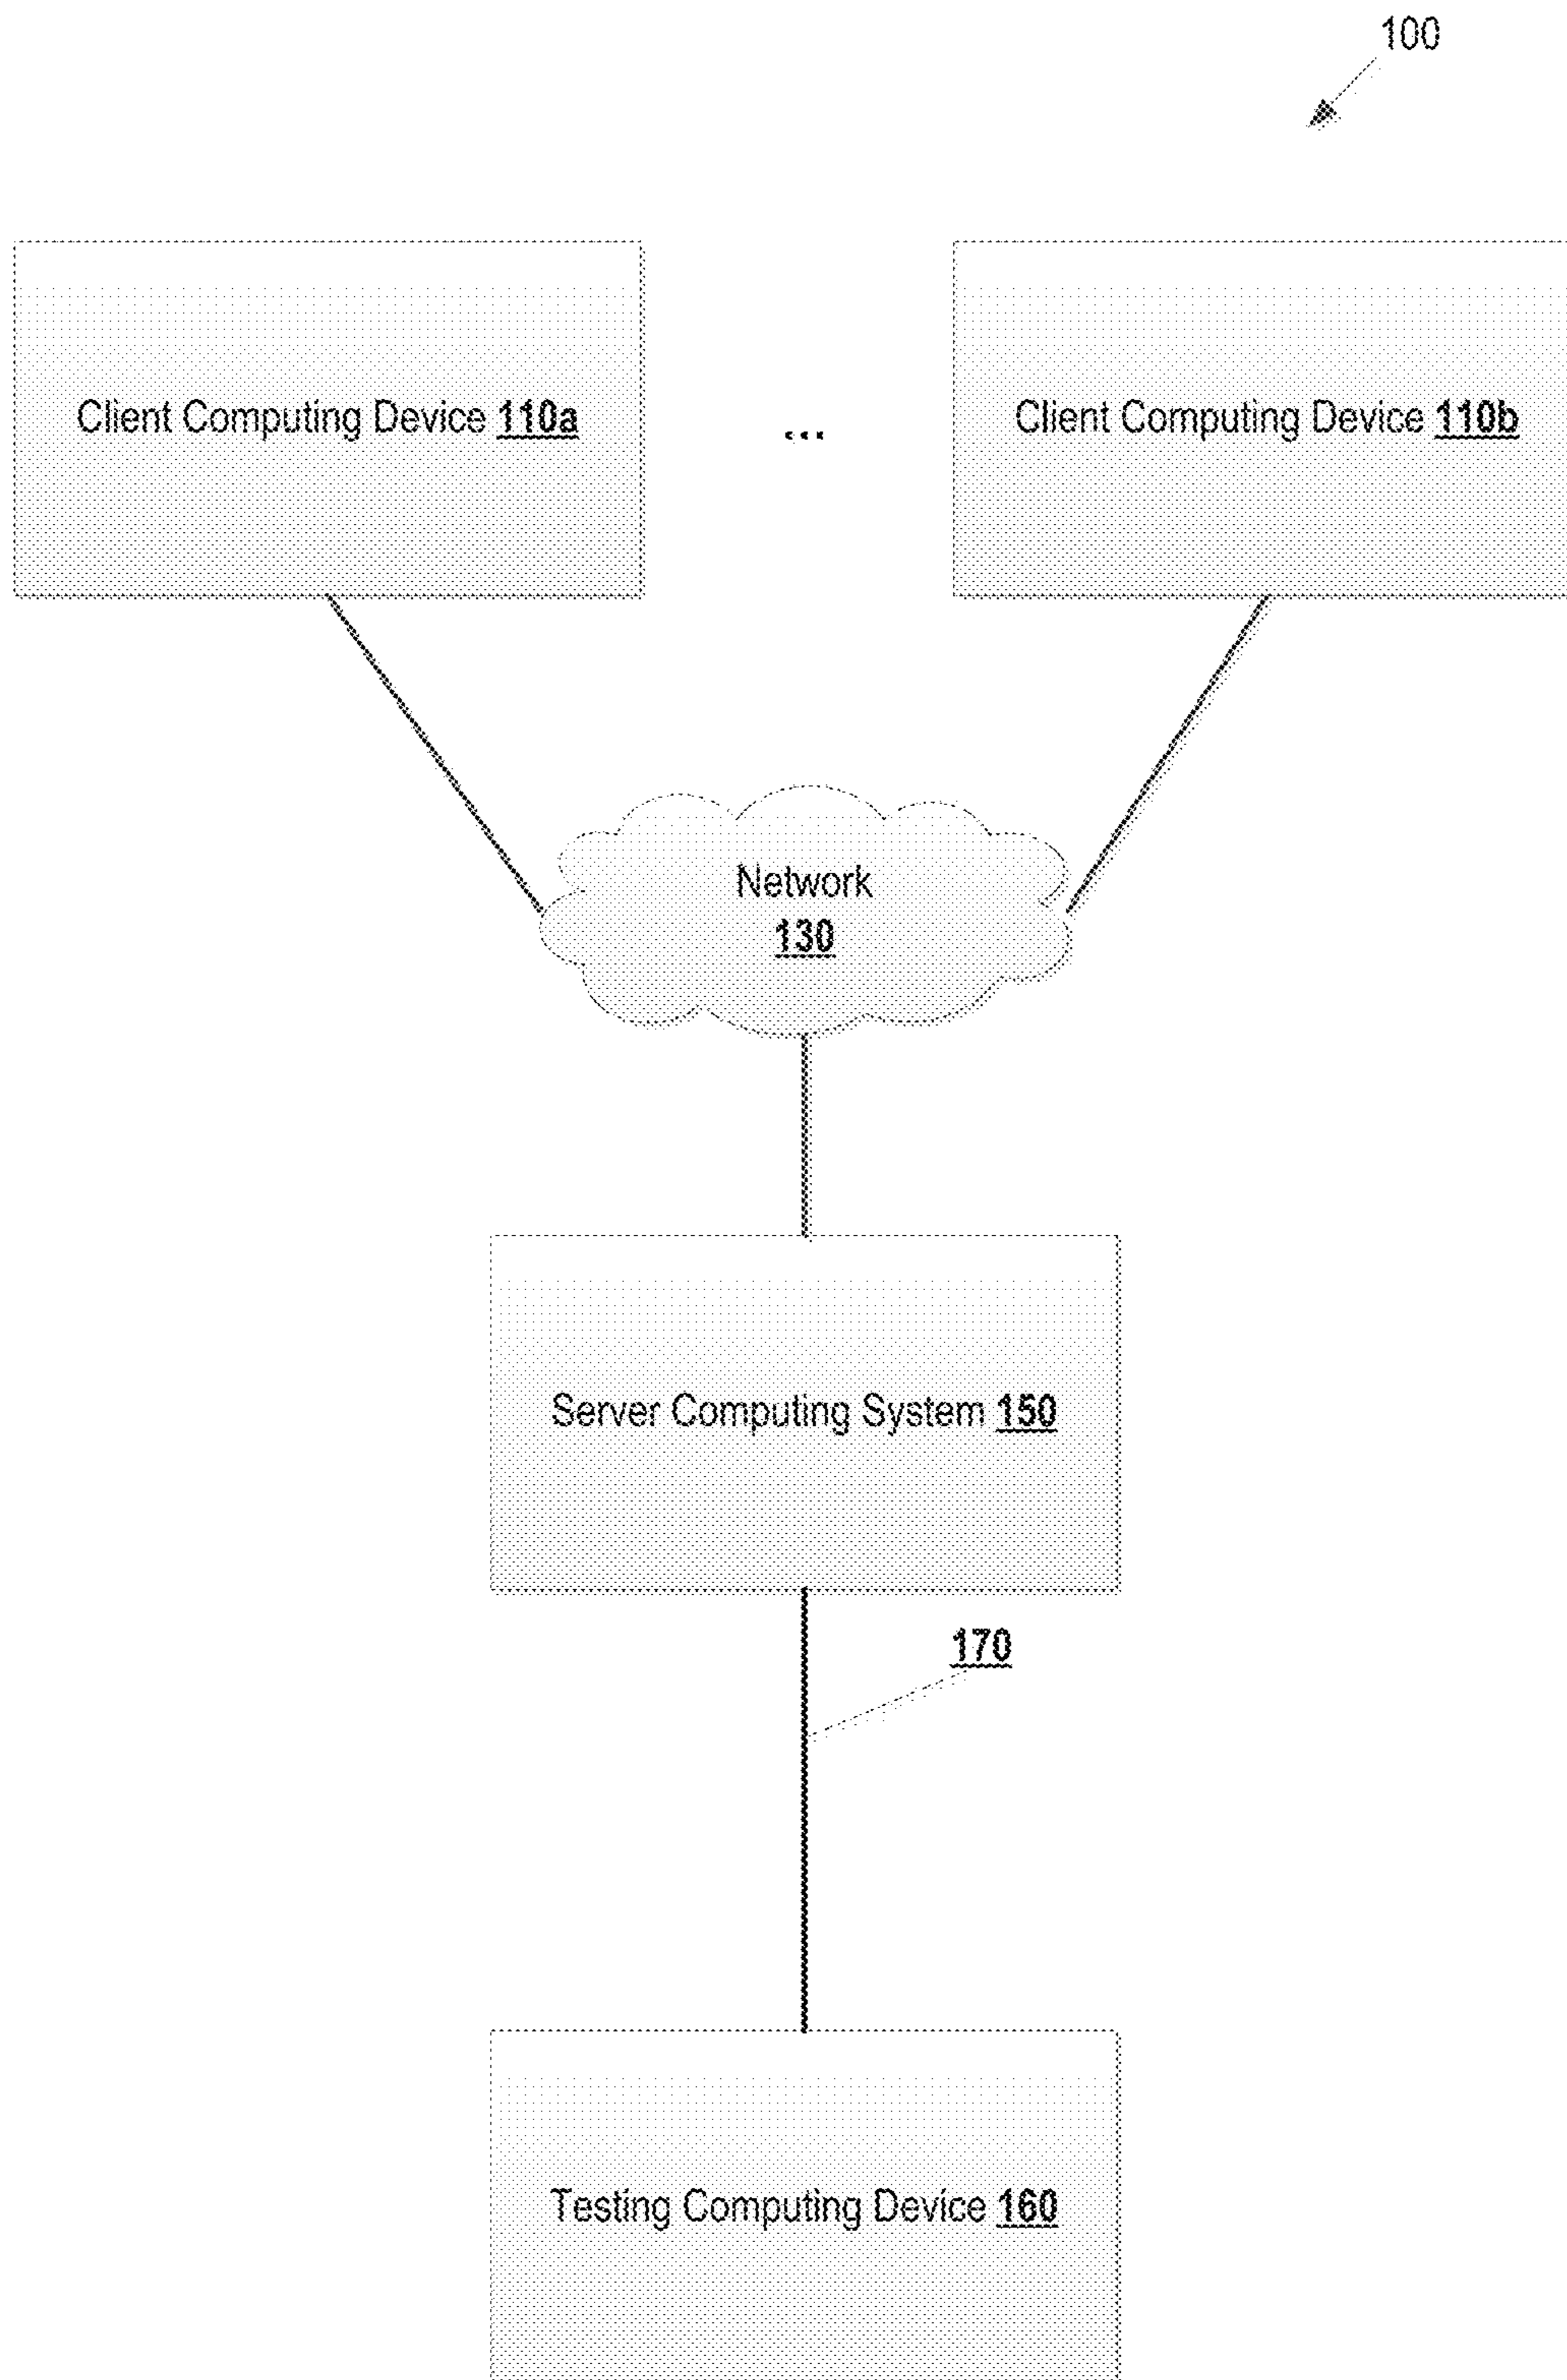 100
Client Computing Device 110a
...
Client Computing Device 110b
Network
130
Server Computing System 150
170
Testing Computing Device 160